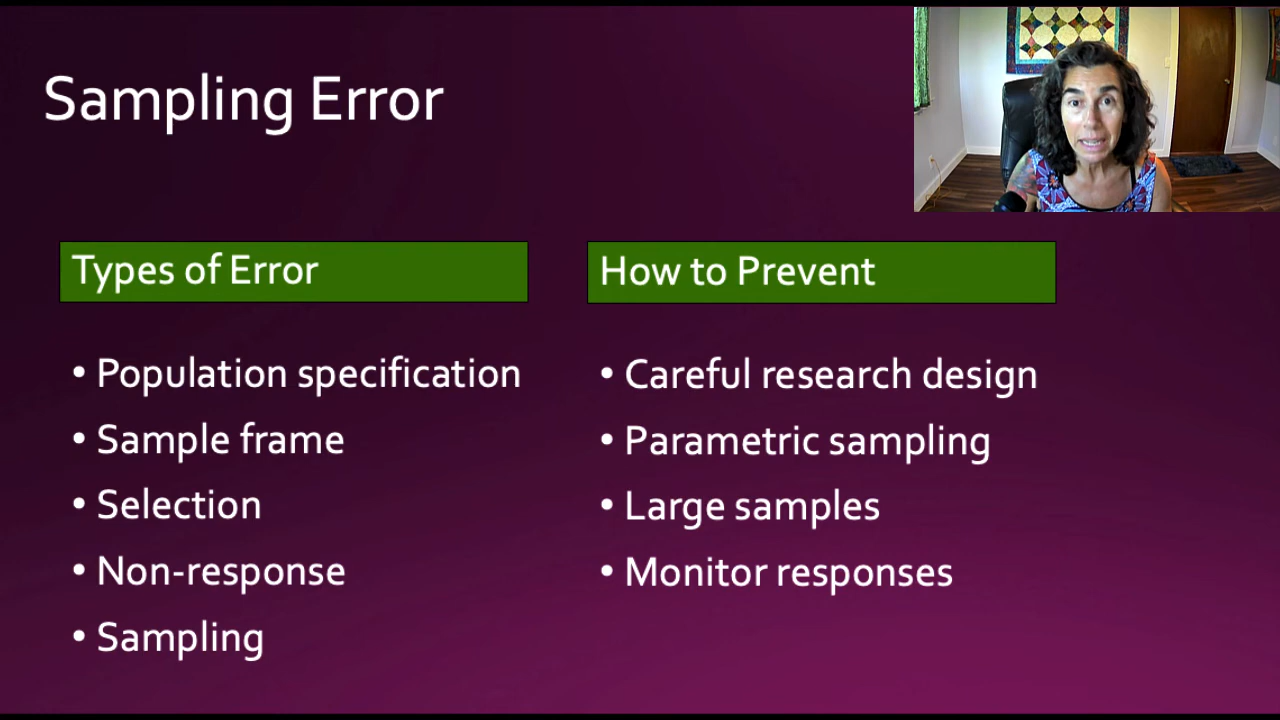 Sampling Error
Types of Error
• Population specification
• Sample frame
• Selection
• Non-response
• Sampling
How to Prevent
• Careful research design
• Parametric sampling
• Large samples
• Monitor responses